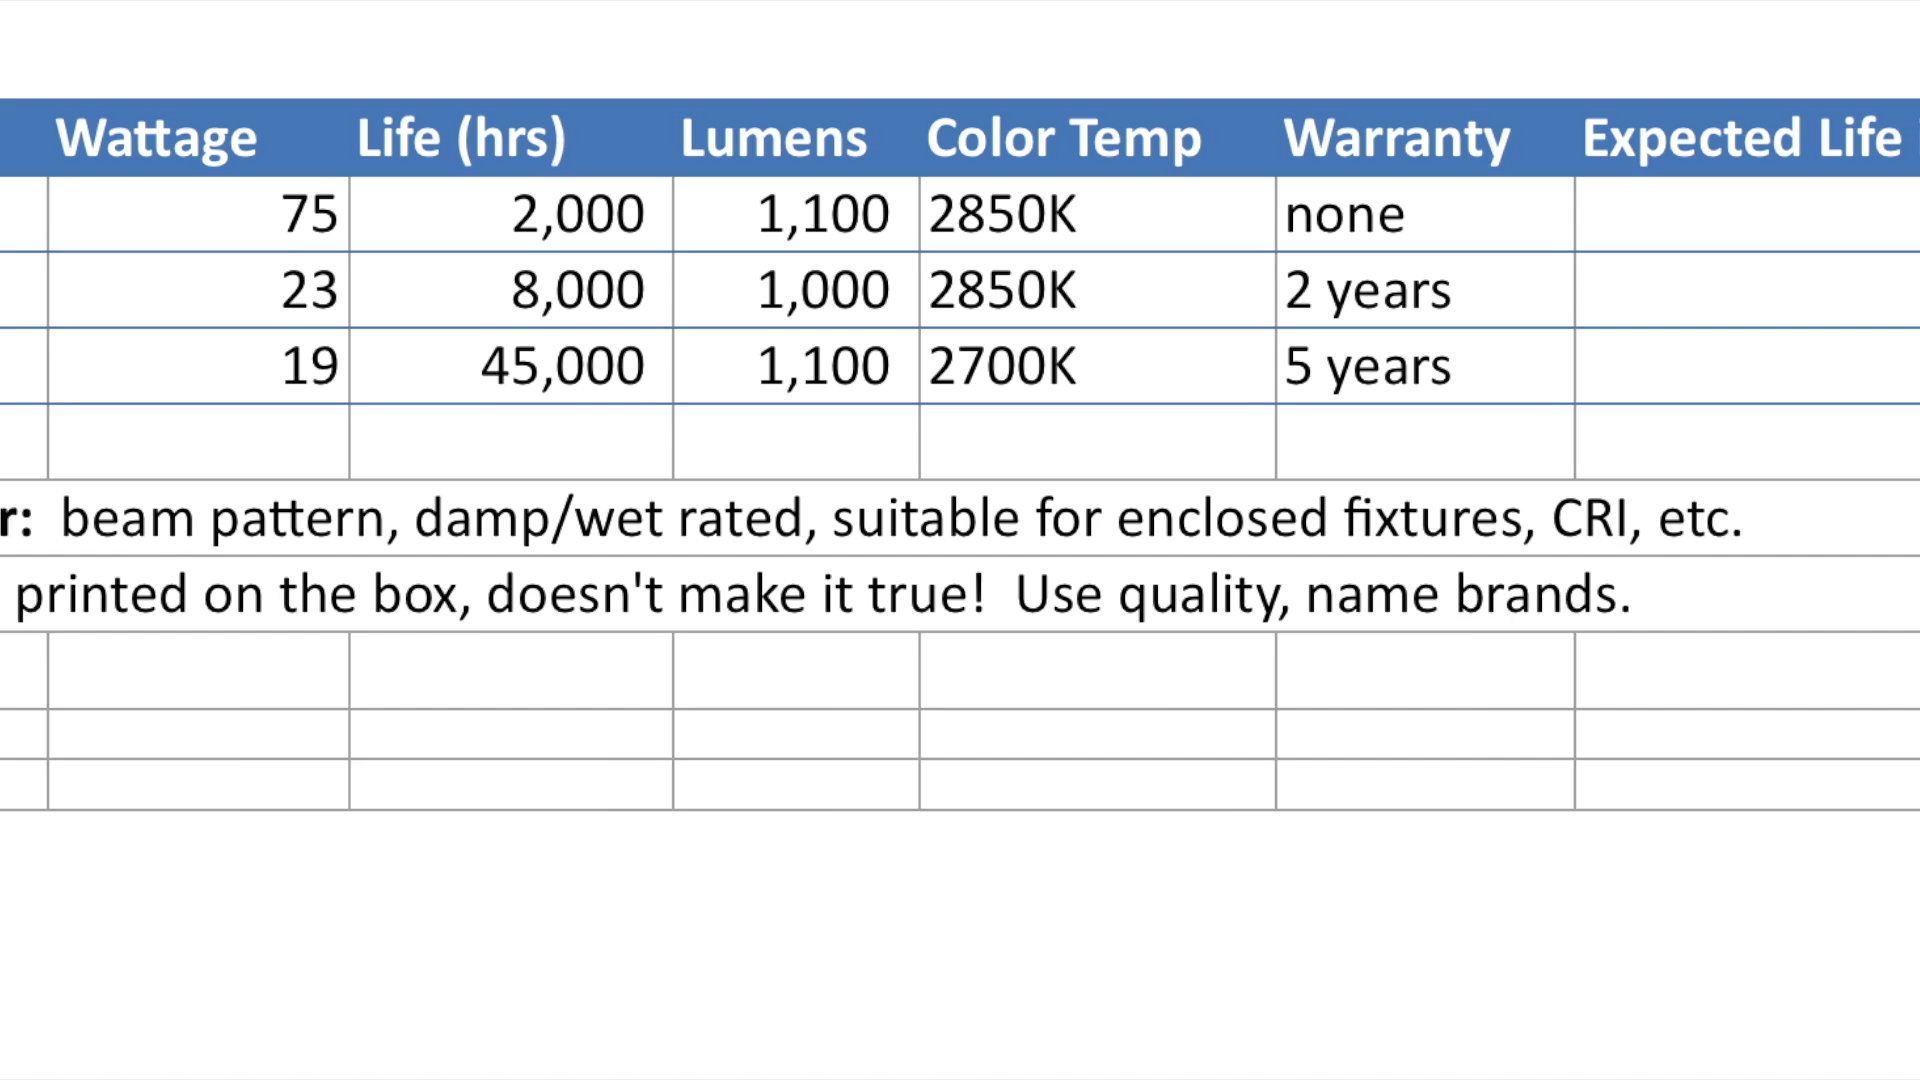 Wattage Life (hrs) Lumens Color Temp Warranty Expected Life
75 2,000 1,100 2850K none
23 8,000 1,000 2850K 2 years
19 45,000 1,100 2700K 5 years
r: beam pattern, damp/wet rated, suitable for enclosed fixtures, CRI, etc.
printed on the box, doesn't make it true! Use quality, name brands.